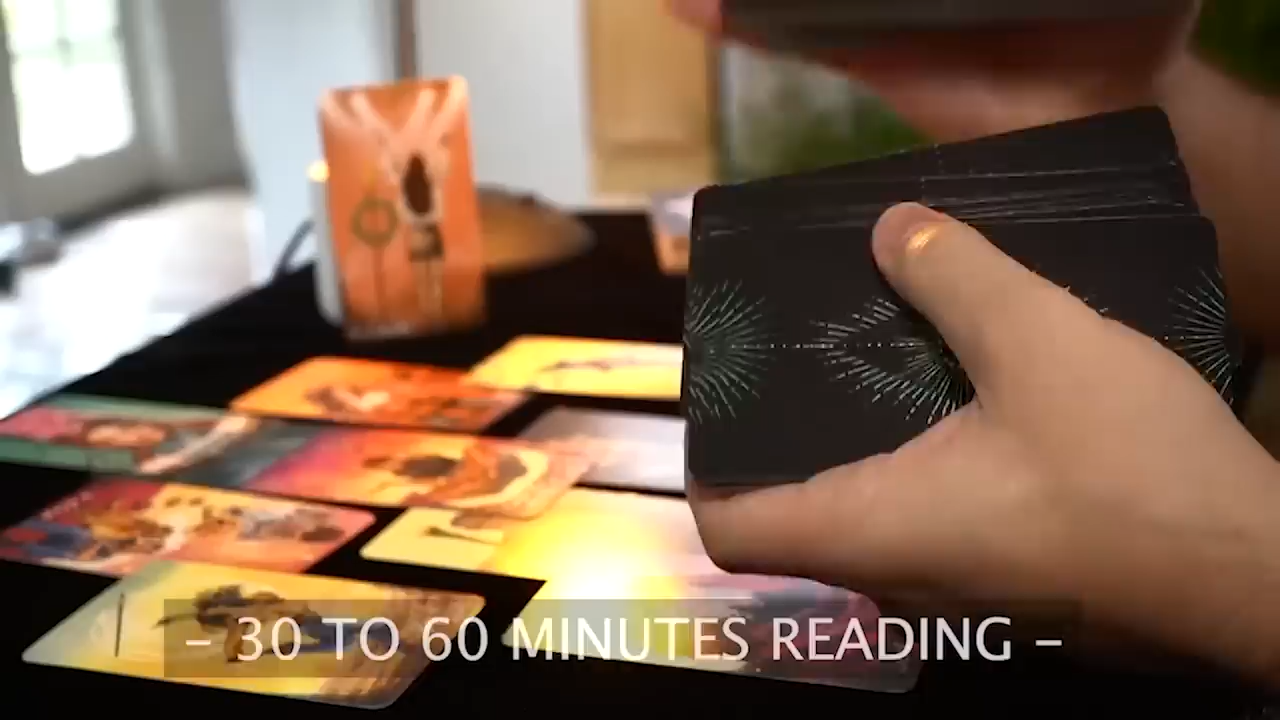 – 30 TO 60 MINUTES READING –